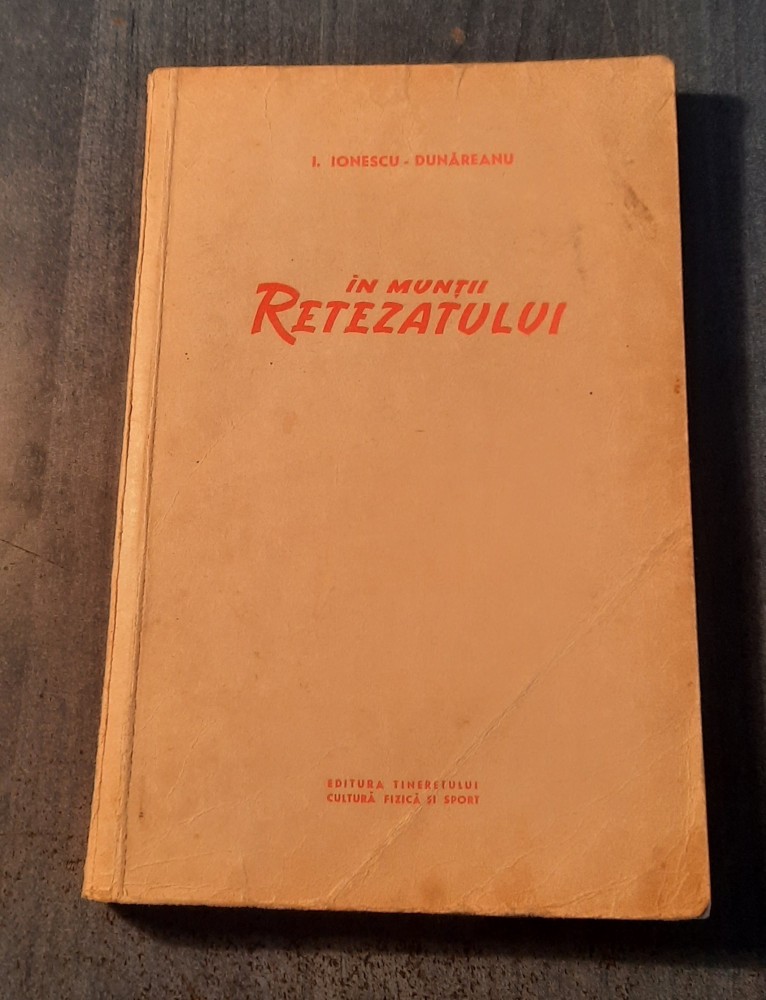 I. IONESCU - DUNĂREANU
ÎN MUNȚII
RETEZATULUI
EDITURA TINERETULUI
CULTURĂ FIZICĂ ȘI SPORT